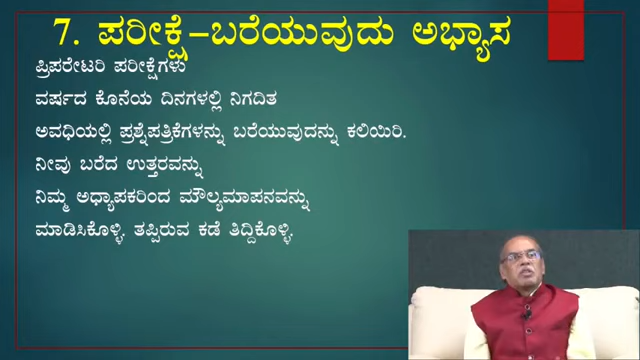 7. ಪರೀಕ್ಷೆ-ಬರೆಯುವುದು ಅಭ್ಯಾಸ
ಪ್ರಿಪರೇಟರಿ ಪರೀಕ್ಷೆಗಳು
ವರ್ಷದ ಕೊನೆಯ ದಿನಗಳಲ್ಲಿ ನಿಗದಿತ
ಅವಧಿಯಲ್ಲಿ ಪ್ರಶ್ನೆಪತ್ರಿಕೆಗಳನ್ನು ಬರೆಯುವುದನ್ನು ಕಲಿಯಿರಿ.
ನೀವು ಬರೆದ ಉತ್ತರವನ್ನು
ನಿಮ್ಮ ಅಧ್ಯಾಪಕರಿಂದ ಮೌಲ್ಯಮಾಪನವನ್ನು
ಮಾಡಿಸಿಕೊಳ್ಳಿ. ತಪ್ಪಿರುವ ಕಡೆ ತಿದ್ದಿಕೊಳ್ಳಿ.